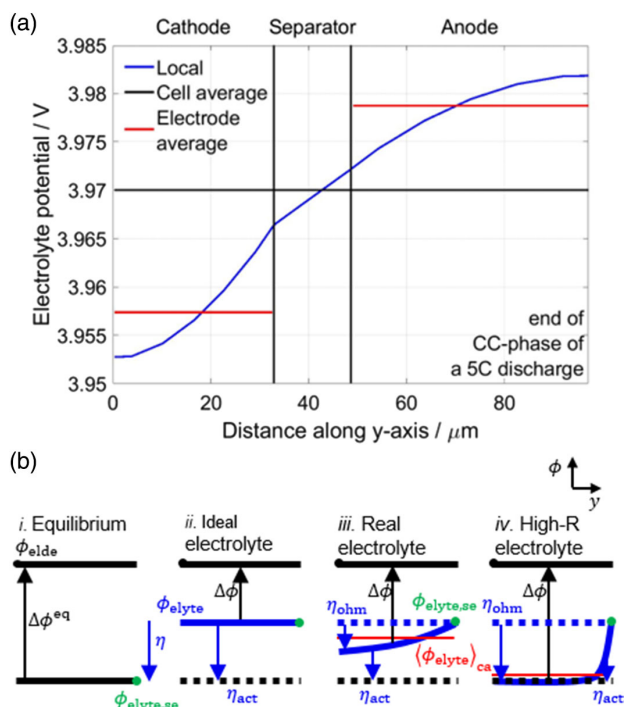 (a)
Cathode Separator Anode
3.985
3.98
3.975
3.97
3.965
3.96
3.955
3.95
Electrolyte potential / V
Local
Cell average
Electrode
average
end of
CC-phase of
a 5C discharge
0 20 40 60 80
Distance along y-axis / μm
(b)
ϕ
y
i. Equilibrium
ϕelde
Δϕeq
η
ϕelyte,se
ii. Ideal
electrolyte
ϕelyte
Δϕ
ηact
iii. Real
electrolyte
ηohm
Δϕ
ϕelyte,se
⟨ϕelyte⟩ca
ηact
iv. High-R
electrolyte
ηohm
Δϕ
ηact